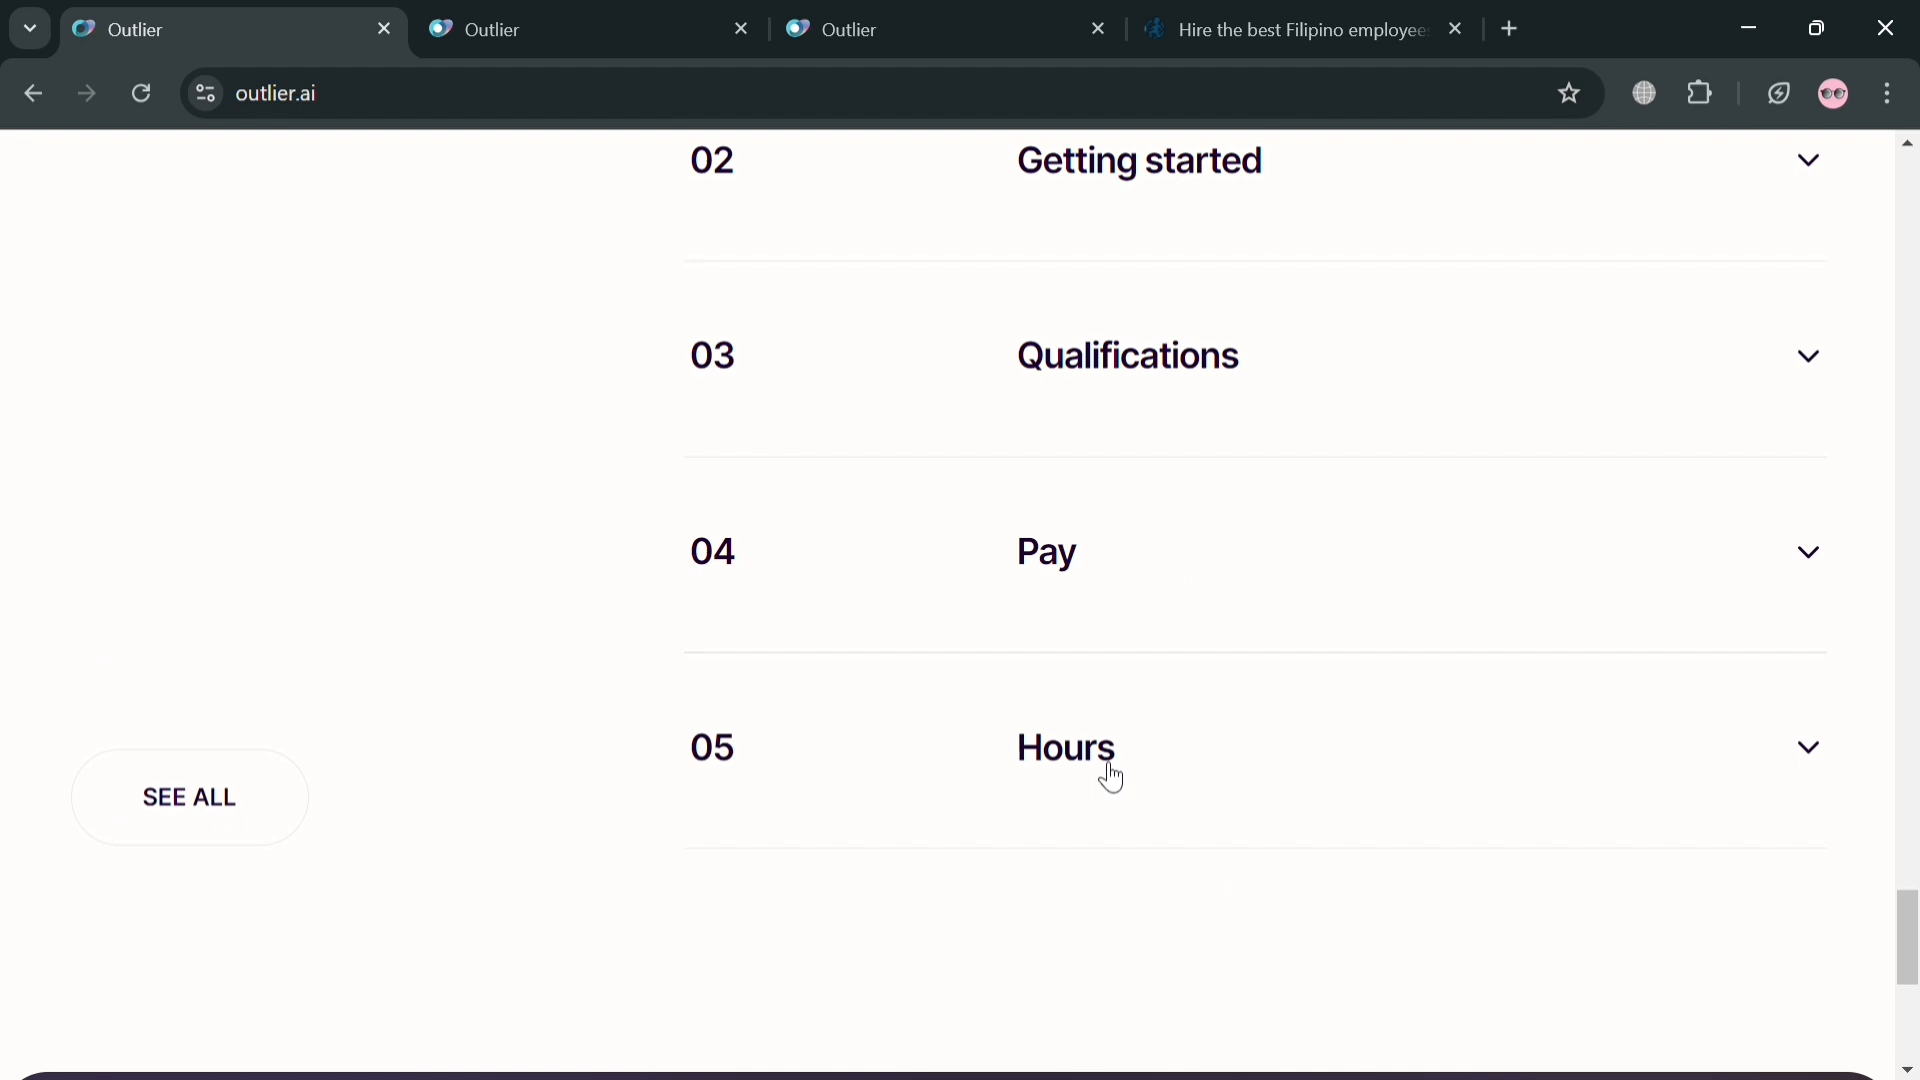 Outlier
Outlier
Outlier
Hire the best Filipino employee
outlier.ai
02 Getting started
03 Qualifications
04 Pay
05 Hours
SEE ALL